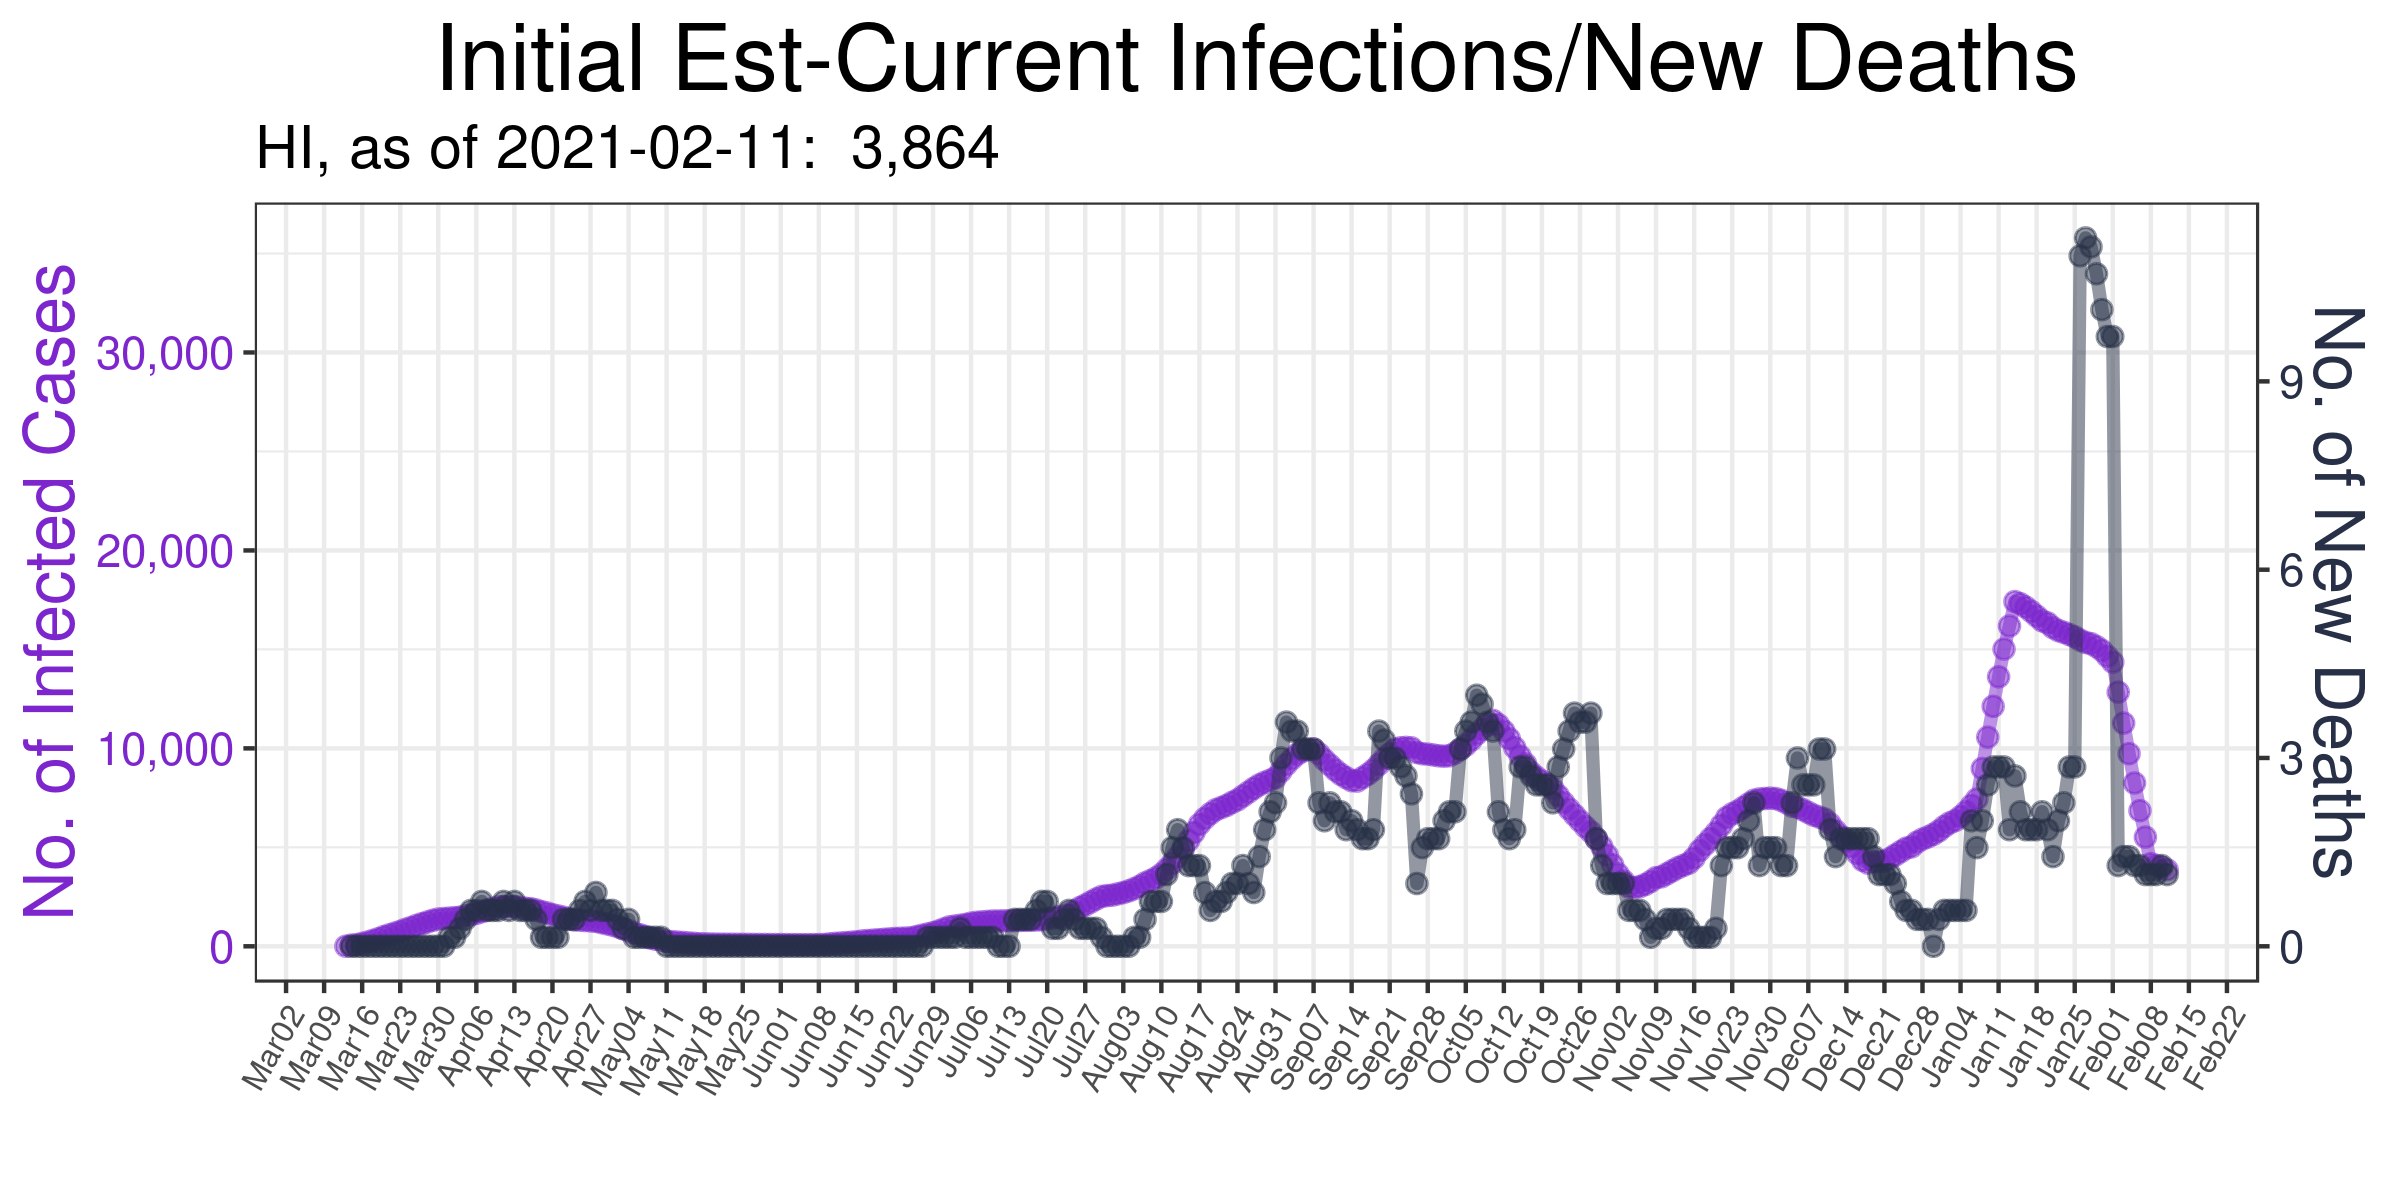 Initial Est-Current Infections/New Deaths
HI, as of 2021-02-11:  3,864
No. of Infected Cases
30,000
20,000
10,000
0
No. of New Deaths
9
6
3
0
Mar02
Mar09
Mar16
Mar23
Mar30
Apr06
Apr13
Apr20
Apr27
May04
May11
May18
May25
Jun01
Jun08
Jun15
Jun22
Jun29
Jul06
Jul13
Jul20
Jul27
Aug03
Aug10
Aug17
Aug24
Aug31
Sep07
Sep14
Sep21
Sep28
Oct05
Oct12
Oct19
Oct26
Nov02
Nov09
Nov16
Nov23
Nov30
Dec07
Dec14
Dec21
Dec28
Jan04
Jan11
Jan18
Jan25
Feb01
Feb08
Feb15
Feb22